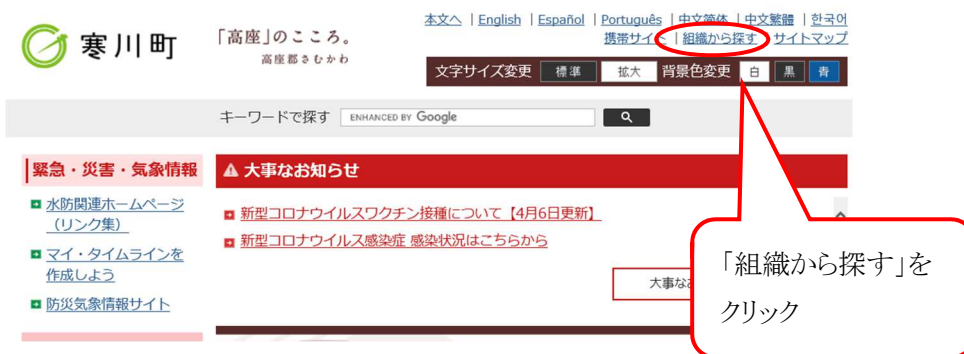 本文へ | English | Español | Português | 中文简体 | 中文繁體 | 한국어
携帯サイト | 組織から探す サイトマップ
寒川町
「高座」のこころ。
高座郡さむかわ
文字サイズ変更 標準 拡大 背景色変更 白 黒 青
キーワードで探す ENHANCED BY Google
緊急・災害・気象情報
水防関連ホームページ
(リンク集)
マイ・タイムラインを
作成しよう
防災気象情報サイト
大事なお知らせ
新型コロナウイルスワクチン接種について【4月6日更新】
新型コロナウイルス感染症 感染状況はこちらから
大事なお
「組織から探す」を
クリック